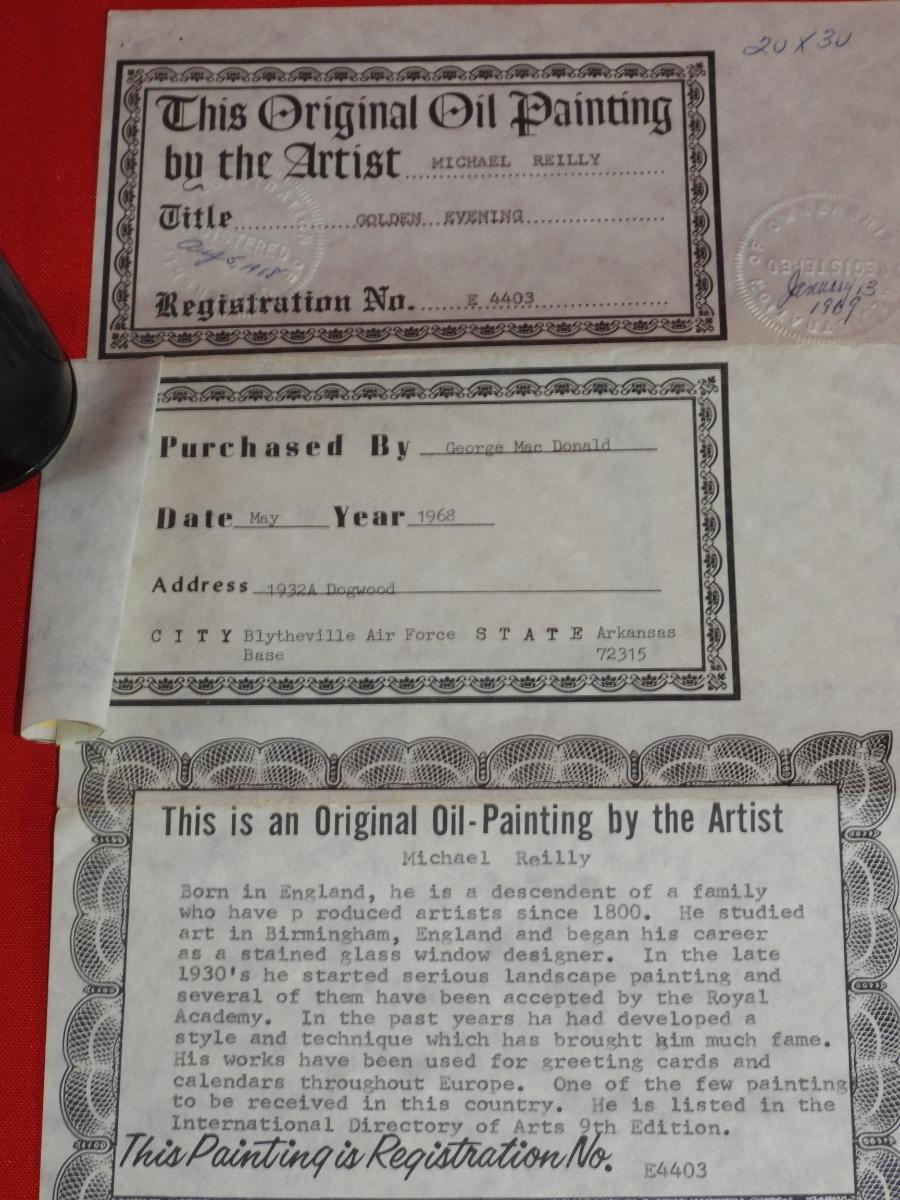 20 X 30
This Original Oil Painting
by the Artist MICHAEL REILLY
Title GOLDEN EVENING
Aug 5, 1968
Registration No. E 4403
OF OWNERSHIP
REGISTERED
January 13
1969
Purchased By George Mac Donald
Date May Year 1968
Address 1932A Dogwood
CITY Blytheville Air Force STATE Arkansas
Base 72315
This is an Original Oil-Painting by the Artist
Michael Reilly
Born in England, he is a descendent of a family
who have p roduced artists since 1800. He studied
art in Birmingham, England and began his career
as a stained glass window designer. In the late
1930's he started serious landscape painting and
several of them have been accepted by the Royal
Academy. In the past years ha had developed a
style and technique which has brought him much fame.
His works have been used for greeting cards and
calendars throughout Europe. One of the few painting
to be received in this country. He is listed in the
International Directory of Arts 9th Edition.
This Painting is Registration No. E4403